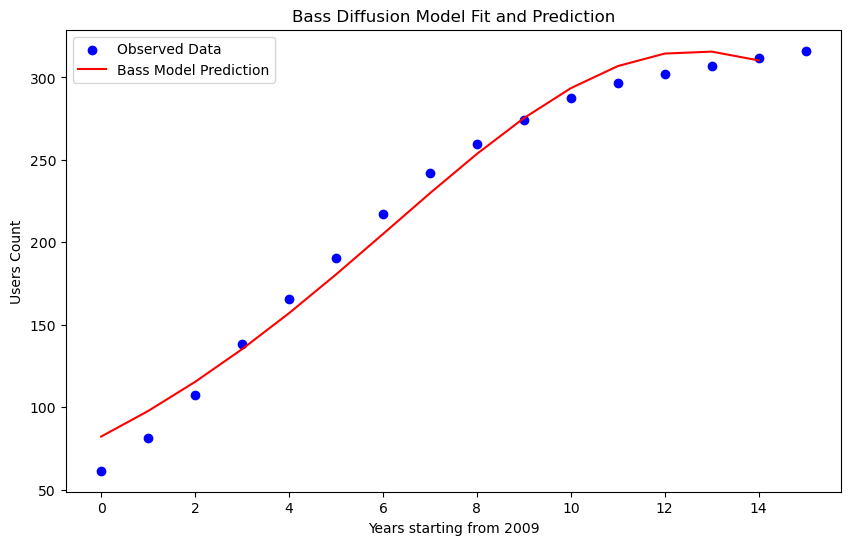 Bass Diffusion Model Fit and Prediction
Observed Data
Bass Model Prediction
300
250
200
150
100
50
Users Count
0 2 4 6 8 10 12 14
Years starting from 2009